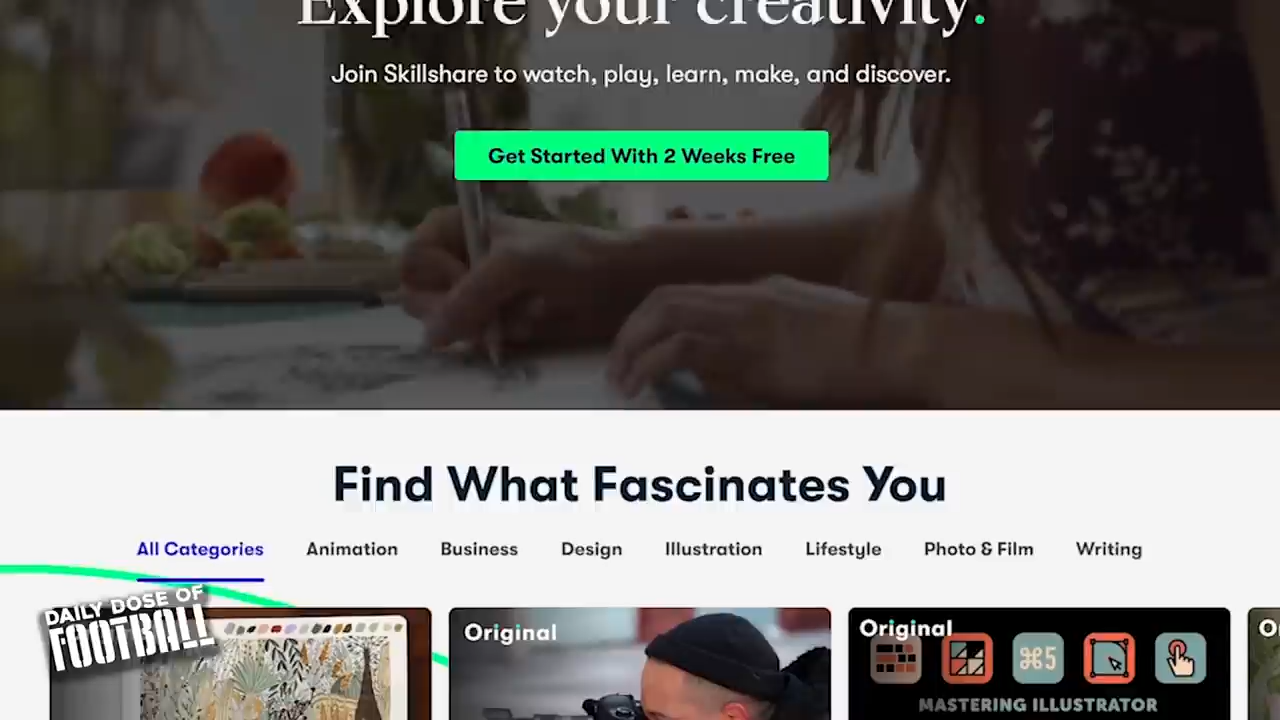 Explore your creativity.
Join Skillshare to watch, play, learn, make, and discover.
Get Started With 2 Weeks Free
Find What Fascinates You
All Categories Animation Business Design Illustration Lifestyle Photo & Film Writing
DAILY DOSE OF
FOOTBALL
Original
Original
⌘5
MASTERING ILLUSTRATOR